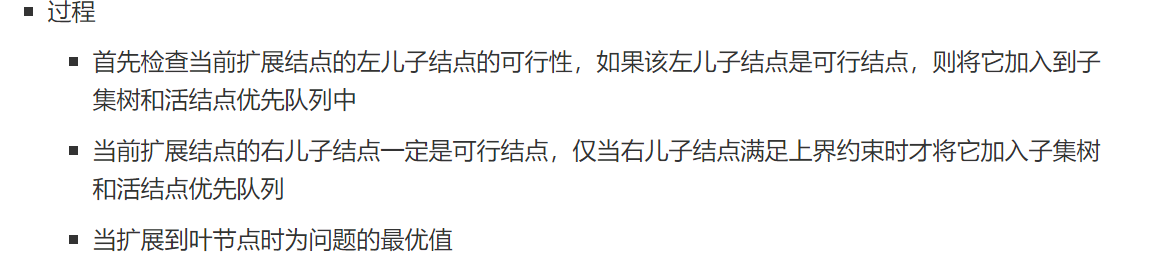 过程
首先检查当前扩展结点的左儿子结点的可行性，如果该左儿子结点是可行结点，则将它加入到子
集树和活结点优先队列中
当前扩展结点的右儿子结点一定是可行结点，仅当右儿子结点满足上界约束时才将它加入子集树
和活结点优先队列
当扩展到叶节点时为问题的最优值